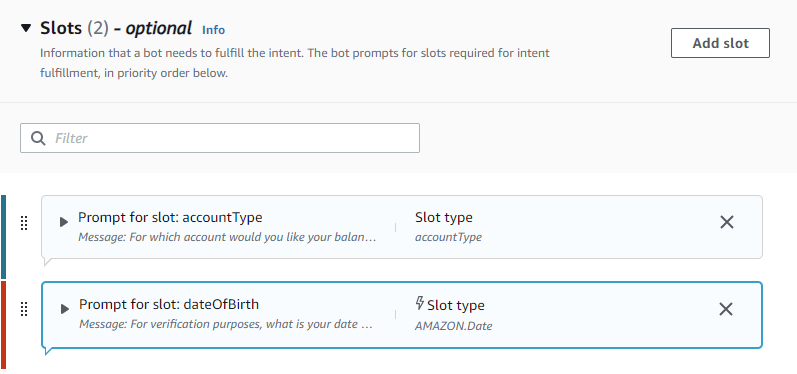 Slots (2) - optional Info
Add slot
Information that a bot needs to fulfill the intent. The bot prompts for slots required for intent
fulfillment, in priority order below.
Filter
Prompt for slot: accountType
Slot type
Message: For which account would you like your balan...
accountType
Prompt for slot: dateOfBirth
Slot type
Message: For verification purposes, what is your date ...
AMAZON.Date